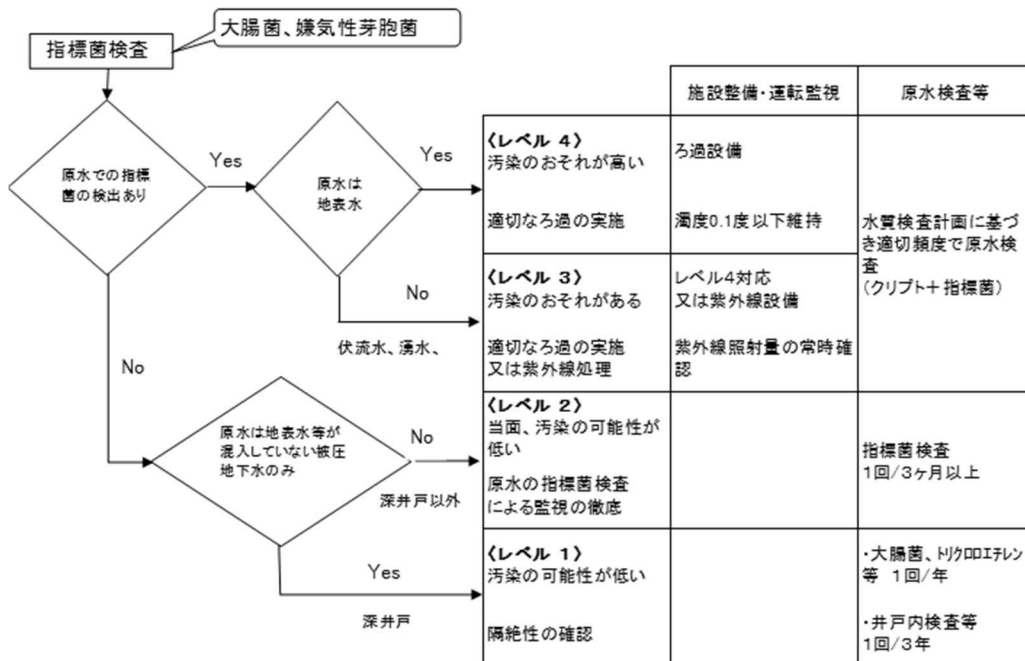 指標菌検査
大腸菌、嫌気性芽胞菌
原水での指標
菌の検出あり
Yes
原水は
地表水
Yes
No
伏流水、湧水、
No
原水は地表水等が
混入していない被圧
地下水のみ
No
深井戸以外
Yes
深井戸
施設整備・運転監視
原水検査等
〈レベル 4〉
汚染のおそれが高い
適切なろ過の実施
ろ過設備
濁度0.1度以下維持
水質検査計画に基づ
き適切頻度で原水検
査
(クリプト+指標菌)
〈レベル 3〉
汚染のおそれがある
適切なろ過の実施
又は紫外線処理
レベル4対応
又は紫外線設備
紫外線照射量の常時確
認
〈レベル 2〉
当面、汚染の可能性が
低い
原水の指標菌検査
による監視の徹底
指標菌検査
1回/3ヶ月以上
〈レベル 1〉
汚染の可能性が低い
隔絶性の確認
・大腸菌、トリクロロエチレン
等 1回/年
・井戸内検査等
1回/3年